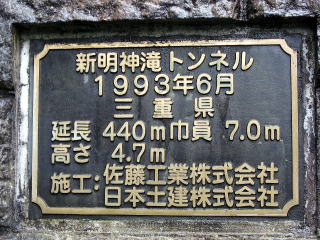 新明神滝トンネル
1993年6月
三重県
延長 440m 巾員 7.0m
高さ 4.7m
施工: 佐藤工業株式会社
日本土建株式会社